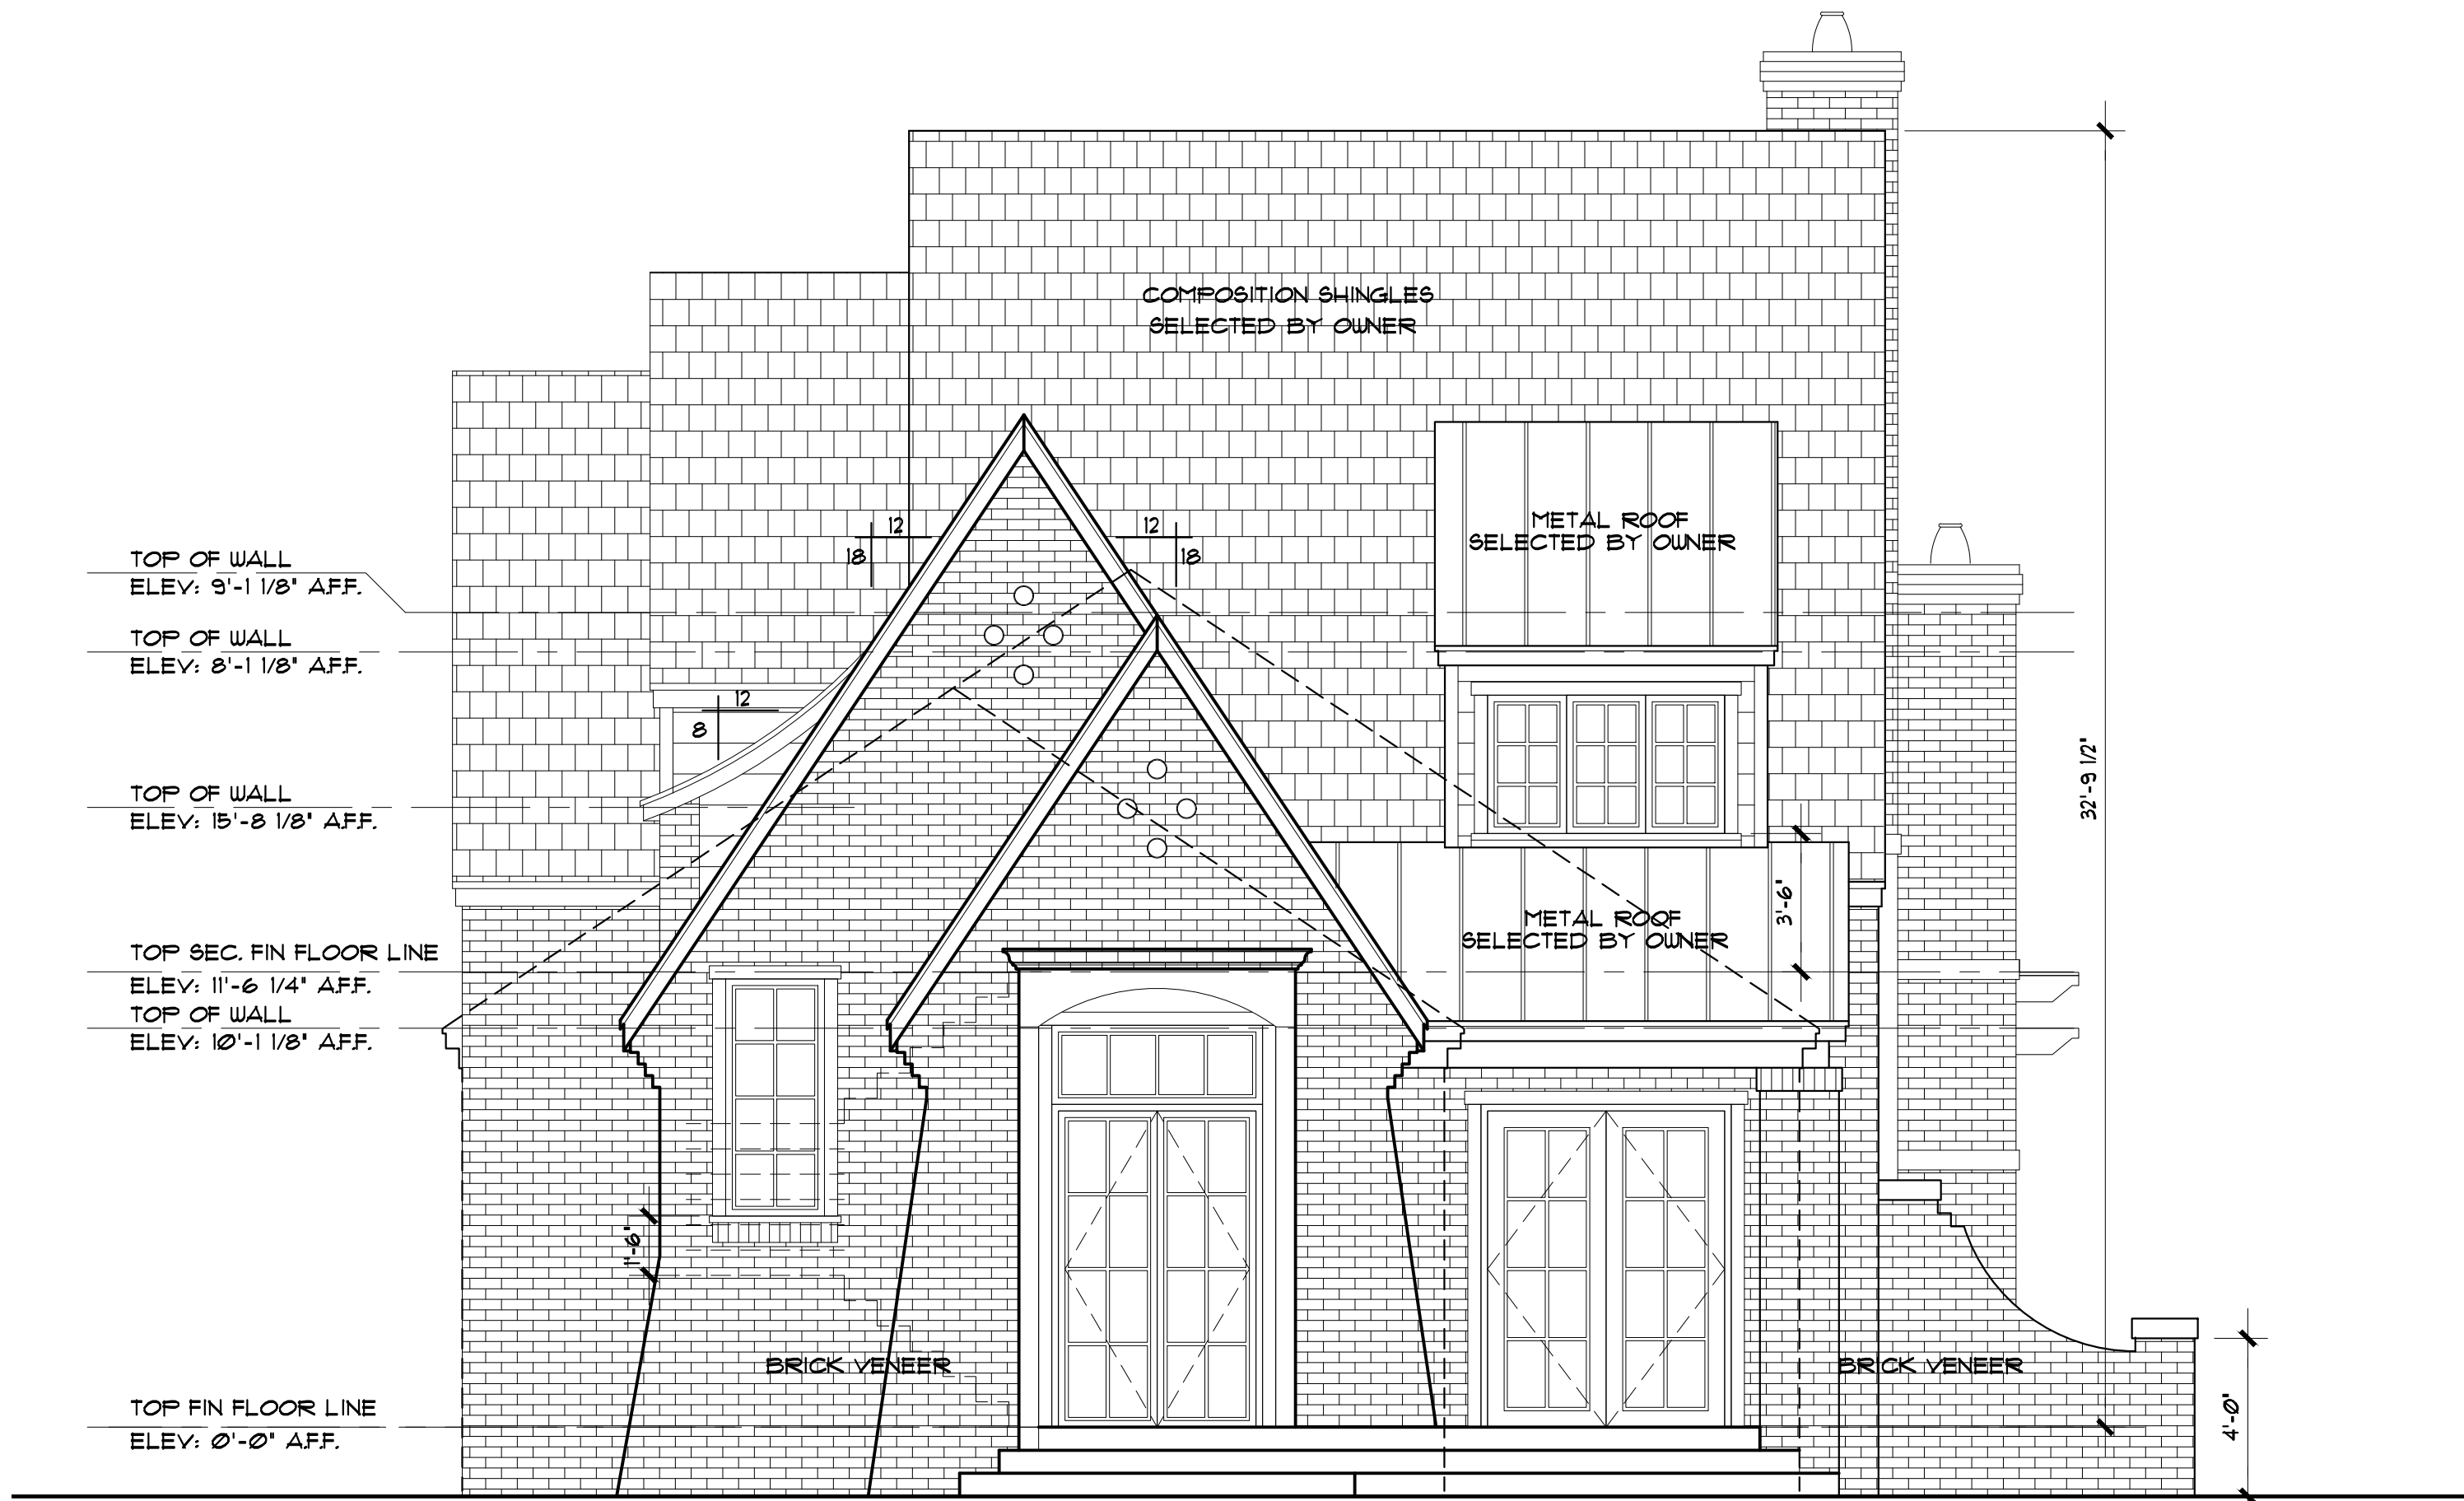 COMPOSITION SHINGLES
SELECTED BY OWNER
METAL ROOF
SELECTED BY OWNER
12
18
12
18
TOP OF WALL
ELEV: 9'-1 1/8" A.F.F.
TOP OF WALL
ELEV: 8'-1 1/8" A.F.F.
12
8
32'-9 1/2"
TOP OF WALL
ELEV: 15'-8 1/8" A.F.F.
3'-6"
METAL ROOF
SELECTED BY OWNER
TOP SEC. FIN FLOOR LINE
ELEV: 11'-6 1/4" A.F.F.
TOP OF WALL
ELEV: 10'-1 1/8" A.F.F.
1'-6"
BRICK VENEER
BRICK VENEER
TOP FIN FLOOR LINE
ELEV: 0'-0" A.F.F.
4'-0"